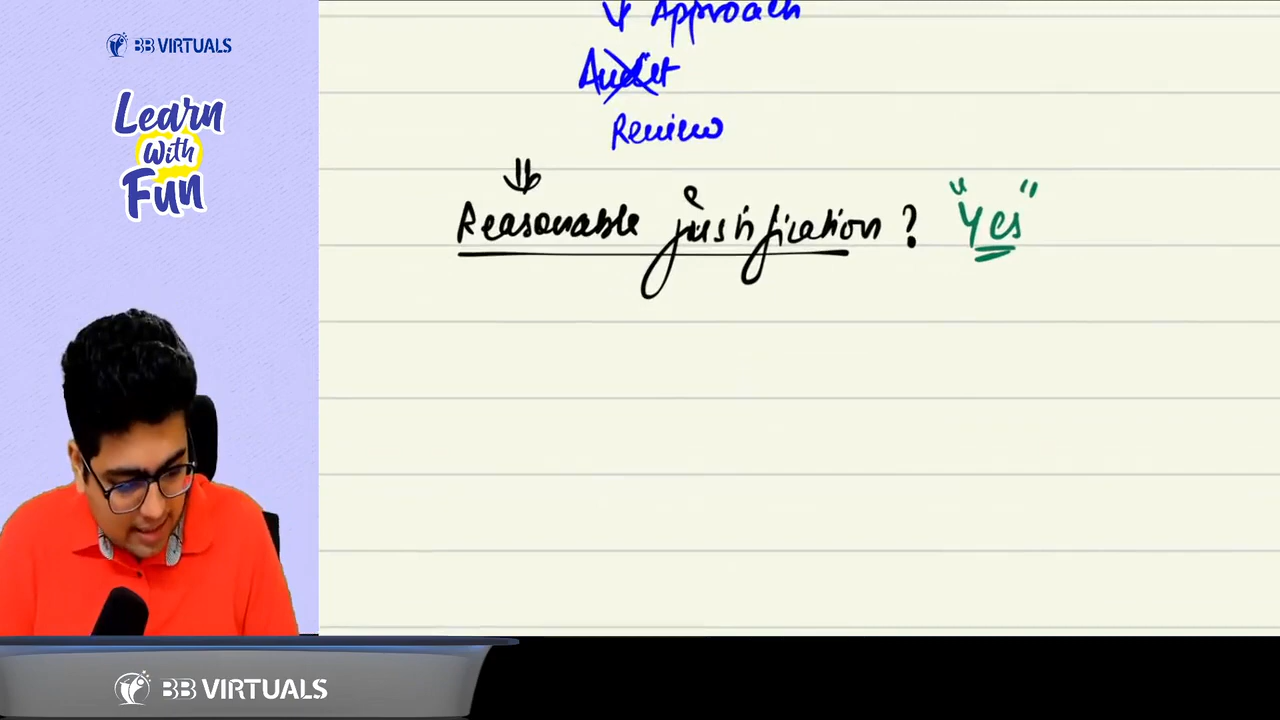 BB VIRTUALS
Learn
With
Fun
Approach
Audit
Review
Reasonable justification ? "Yes"
BB VIRTUALS